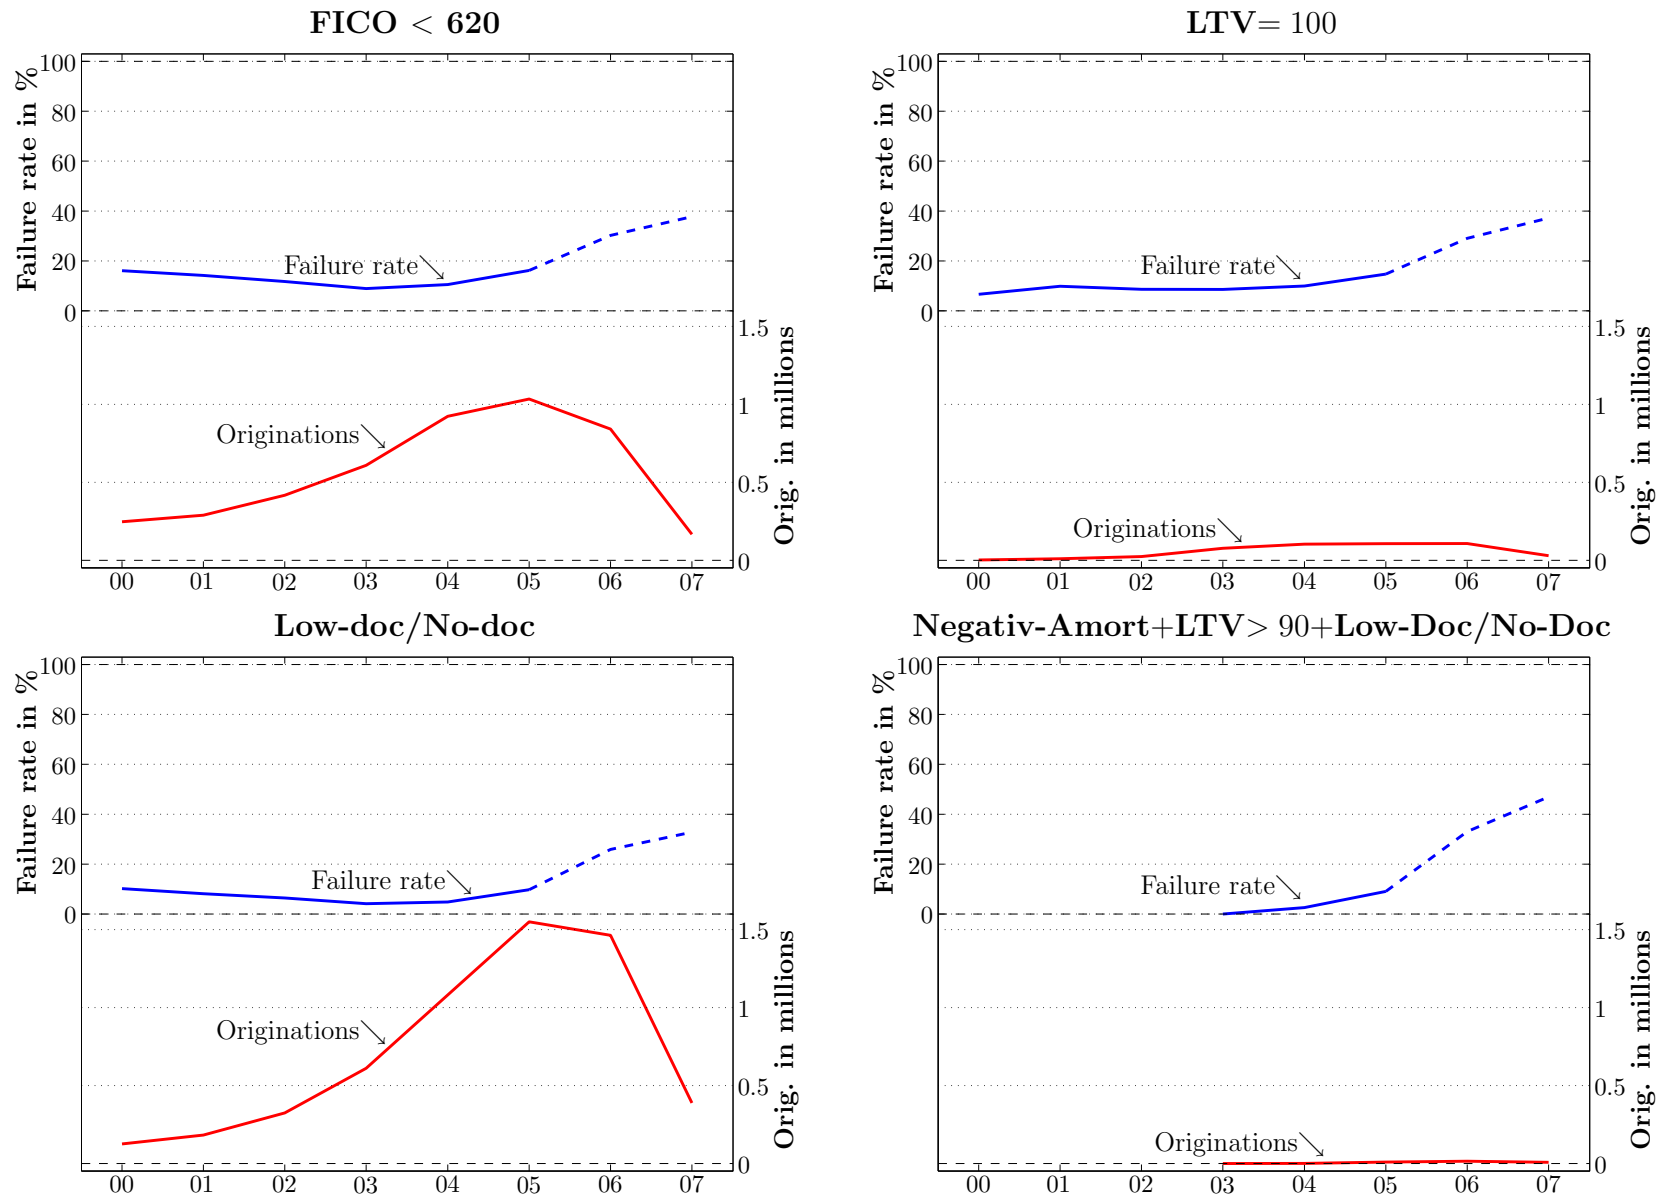 FICO < 620
Failure rate in %
100
80
60
40
20
0
Failure rate
Originations
1.5
1
0.5
0
Orig. in millions
00 01 02 03 04 05 06 07
LTV= 100
Failure rate in %
100
80
60
40
20
0
Failure rate
Originations
1.5
1
0.5
0
Orig. in millions
00 01 02 03 04 05 06 07
Low-doc/No-doc
Failure rate in %
100
80
60
40
20
0
Failure rate
Originations
1.5
1
0.5
0
Orig. in millions
00 01 02 03 04 05 06 07
Negativ-Amort+LTV> 90+Low-Doc/No-Doc
Failure rate in %
100
80
60
40
20
0
Failure rate
Originations
1.5
1
0.5
0
Orig. in millions
00 01 02 03 04 05 06 07